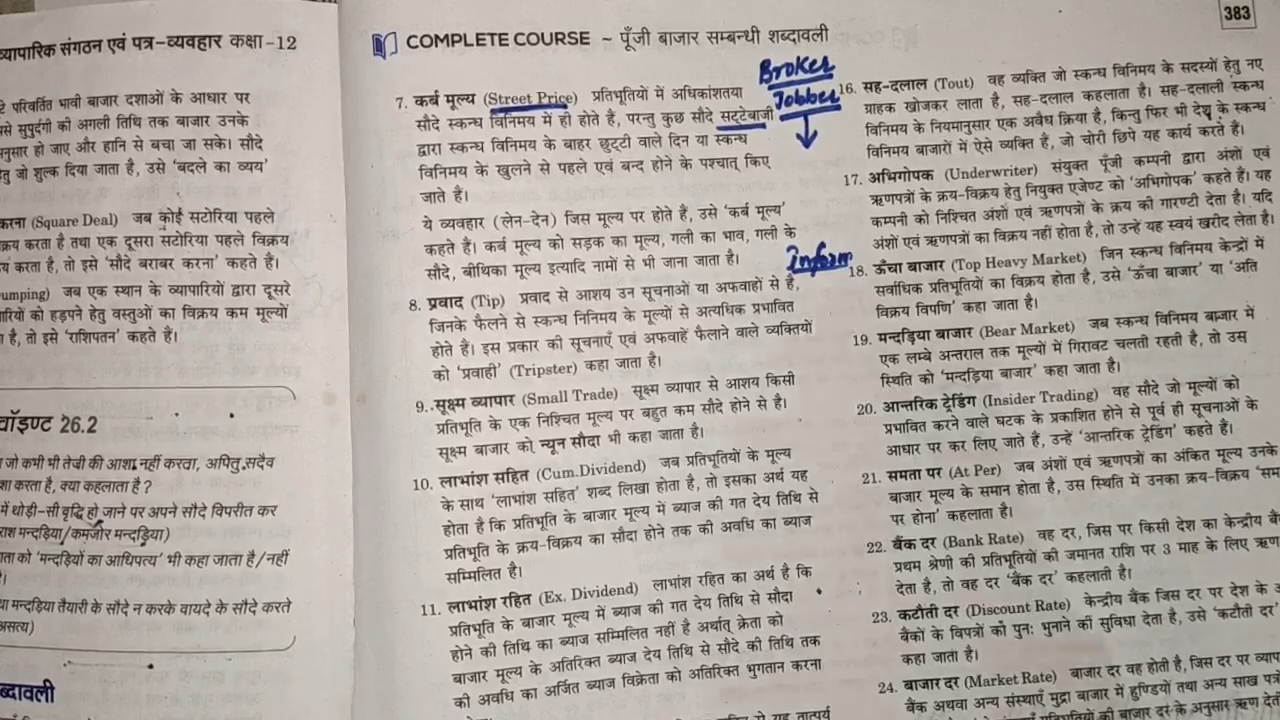 व्यापारिक संगठन एवं पत्र-व्यवहार कक्षा-12
परिवर्तित भावी बाजार दशाओं के आधार पर
सुपुर्दगी को अगली तिथि तक बाजार उनके
नुसार हो जाए और हानि से बचा जा सके। सौदे
तु जो शुल्क दिया जाता है, उसे ‘बदले का व्यय’
करना (Square Deal) जब कोई सटोरिया पहले
क्रय करता है तथा एक दूसरा सटोरिया पहले विक्रय
य करता है, तो इसे ‘सौदे बराबर करना’ कहते हैं।
umping) जब एक स्थान के व्यापारियों द्वारा दूसरे
ारियों को हड़पने हेतु वस्तुओं का विक्रय कम मूल्यों
है, तो इसे ‘राशिपतन’ कहते हैं।
वॉइण्ट 26.2
जो कभी भी तेजी की आशा नहीं करता, अपितु सदैव
शा करता है, क्या कहलाता है?
में थोड़ी-सी वृद्धि हो जाने पर अपने सौदे विपरीत कर
राश मन्दड़िया/कमजोर मन्दड़िया)
ता को ‘मन्दड़ियों का आधिपत्य’ भी कहा जाता है/नहीं
या मन्दड़िया तैयारी के सौदे न करके वायदे के सौदे करते
असत्य)
ब्दावली
383
COMPLETE COURSE ~ पूँजी बाजार सम्बन्धी शब्दावली
7. कर्ब मूल्य (Street Price) प्रतिभूतियों में अधिकांशतया
सौदे स्कन्ध विनिमय में ही होते हैं, परन्तु कुछ सौदे सट्टेबाजी
द्वारा स्कन्ध विनिमय के बाहर छुट्टी वाले दिन या स्कन्ध
विनिमय के खुलने से पहले एवं बन्द होने के पश्चात् किए
जाते हैं।
ये व्यवहार (लेन-देन) जिस मूल्य पर होते हैं, उसे ‘कर्ब मूल्य’
कहते हैं। कर्ब मूल्य को सड़क का मूल्य, गली का भाव, गली के
सौदे, बीथिका मूल्य इत्यादि नामों से भी जाना जाता है।
8. प्रवाद (Tip) प्रवाद से आशय उन सूचनाओं या अफवाहों से है,
जिनके फैलने से स्कन्ध निनिमय के मूल्यों से अत्यधिक प्रभावित
होते हैं। इस प्रकार की सूचनाएँ एवं अफवाहें फैलाने वाले व्यक्तियों
को ‘प्रवाही’ (Tripster) कहा जाता है।
9. सूक्ष्म व्यापार (Small Trade) सूक्ष्म व्यापार से आशय किसी
प्रतिभूति के एक निश्चित मूल्य पर बहुत कम सौदे होने से है।
सूक्ष्म बाजार को न्यून सौदा भी कहा जाता है।
10. लाभांश सहित (Cum.Dividend) जब प्रतिभूतियों के मूल्य
के साथ ‘लाभांश सहित’ शब्द लिखा होता है, तो इसका अर्थ यह
होता है कि प्रतिभूति के बाजार मूल्य में ब्याज की गत देय तिथि से
प्रतिभूति के क्रय-विक्रय का सौदा होने तक की अवधि का ब्याज
सम्मिलित है।
11. लाभांश रहित (Ex. Dividend) लाभांश रहित का अर्थ है कि
प्रतिभूति के बाजार मूल्य में ब्याज की गत देय तिथि से सौदा
होने की तिथि का ब्याज सम्मिलित नहीं है अर्थात् क्रेता को
बाजार मूल्य के अतिरिक्त ब्याज देय तिथि से सौदे की तिथि तक
की अवधि का अर्जित ब्याज विक्रेता को अतिरिक्त भुगतान करना
से यह तात्पर्य
Broker
Jobber
Inform
16. सह-दलाल (Tout) वह व्यक्ति जो स्कन्ध विनिमय के सदस्यों हेतु नए
ग्राहक खोजकर लाता है, सह-दलाल कहलाता है। सह-दलाली स्कन्ध
विनिमय के नियमानुसार एक अवैध क्रिया है, किन्तु फिर भी देश के स्कन्ध
विनिमय बाजारों में ऐसे व्यक्ति हैं, जो चोरी छिपे यह कार्य करते हैं।
17. अभिगोपक (Underwriter) संयुक्त पूँजी कम्पनी द्वारा अंशों एवं
ऋणपत्रों के क्रय-विक्रय हेतु नियुक्त एजेण्ट को ‘अभिगोपक’ कहते हैं। यह
कम्पनी को निश्चित अंशों एवं ऋणपत्रों के क्रय की गारण्टी देता है। यदि
अंशों एवं ऋणपत्रों का विक्रय नहीं होता है, तो उन्हें यह स्वयं खरीद लेता है।
18. ऊँचा बाजार (Top Heavy Market) जिन स्कन्ध विनिमय केन्द्रों में
सर्वाधिक प्रतिभूतियों का विक्रय होता है, उसे ‘ऊँचा बाजार’ या ‘अति
विक्रय विपणि’ कहा जाता है।
19. मन्दड़िया बाजार (Bear Market) जब स्कन्ध विनिमय बाजार में
एक लम्बे अन्तराल तक मूल्यों में गिरावट चलती रहती है, तो उस
स्थिति को ‘मन्दड़िया बाजार’ कहा जाता है।
20. आन्तरिक ट्रेडिंग (Insider Trading) वह सौदे जो मूल्यों को
प्रभावित करने वाले घटक के प्रकाशित होने से पूर्व ही सूचनाओं के
आधार पर कर लिए जाते हैं, उन्हें ‘आन्तरिक ट्रेडिंग’ कहते हैं।
21. समता पर (At Per) जब अंशों एवं ऋणपत्रों का अंकित मूल्य उनके
बाजार मूल्य के समान होता है, उस स्थिति में उनका क्रय-विक्रय ‘सम
पर होना’ कहलाता है।
22. बैंक दर (Bank Rate) वह दर, जिस पर किसी देश का केन्द्रीय बैं
प्रथम श्रेणी की प्रतिभूतियों की जमानत राशि पर 3 माह के लिए ऋण
देता है, तो वह दर ‘बैंक दर’ कहलाती है।
23. कटौती दर (Discount Rate) केन्द्रीय बैंक जिस दर पर देश के अ
बैंकों के विपत्रों को पुनः भुनाने की सुविधा देता है, उसे ‘कटौती दर’
कहा जाता है।
24. बाजार दर (Market Rate) बाजार दर वह होती है, जिस दर पर व्याप
बैंक अथवा अन्य संस्थाएँ मुद्रा बाजार में हुण्डियों तथा अन्य साख पत्रों
की बाजार दर के अनुसार ऋण देत